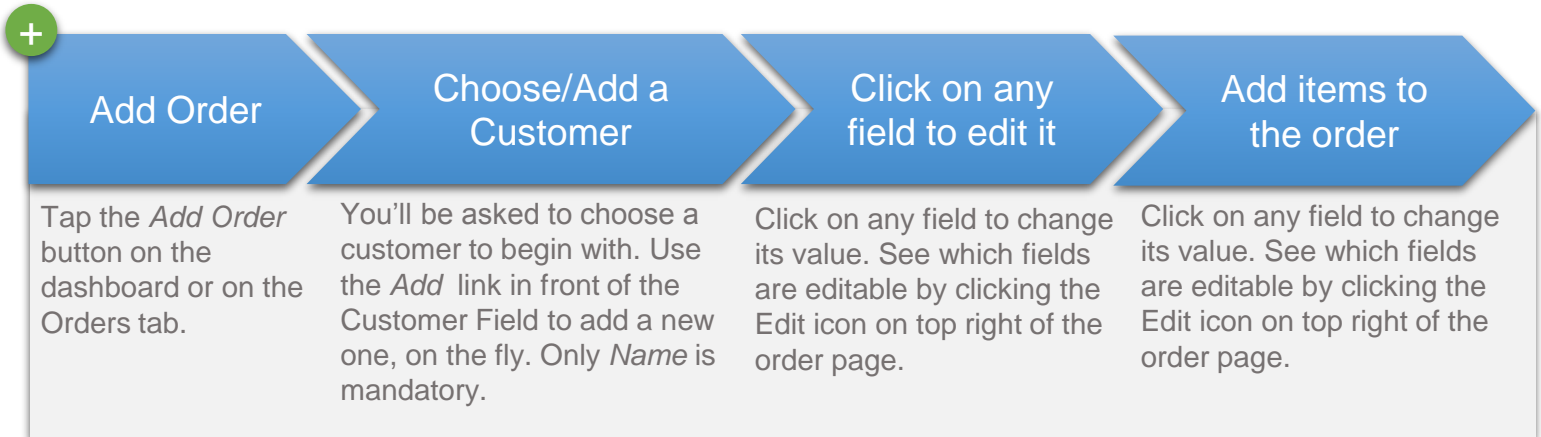 +
Add Order
Choose/Add a
Customer
Click on any
field to edit it
Add items to
the order
Tap the Add Order
button on the
dashboard or on the
Orders tab.
You'll be asked to choose a
customer to begin with. Use
the Add link in front of the
Customer Field to add a new
one, on the fly. Only Name is
mandatory.
Click on any field to change
its value. See which fields
are editable by clicking the
Edit icon on top right of the
order page.
Click on any field to change
its value. See which fields
are editable by clicking the
Edit icon on top right of the
order page.